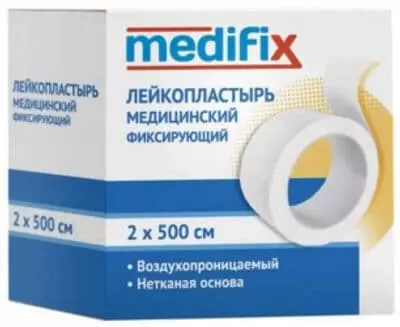 medifix
ЛЕЙКОПЛАСТЫРЬ
МЕДИЦИНСКИЙ
ФИКСИРУЮЩИЙ
2 x 500 см
• Воздухопроницаемый
• Нетканая основа
ЛЕЙКОПЛАСТЫРЬ
МЕДИЦИНСКИЙ
ФИКСИРУЮЩИЙ
2 x 500 см